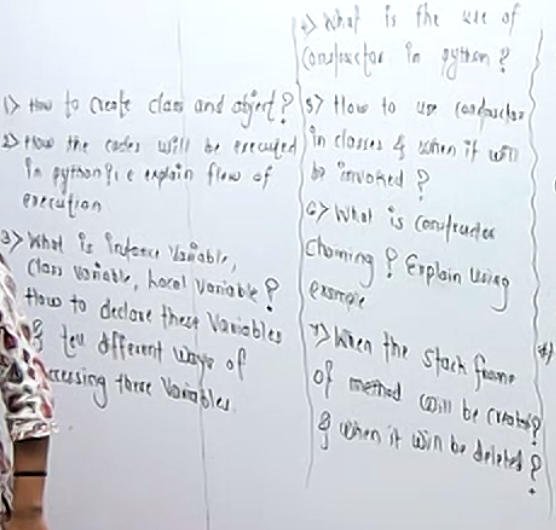 1) How to create class and object?
2) How the codes will be executed
in python? i.e explain flow of
execution
3) What is instance variable,
class variable, local variable?
How to declare these variables
& tell different ways of
ccessing these variables.
4) What is the use of
constructor in python?
5) How to use constructor
in classes & when it will
be invoked?
6) What is constructor
chaining? Explain using
example
7) When the stack frame
of method will be created?
& when it will be deleted?